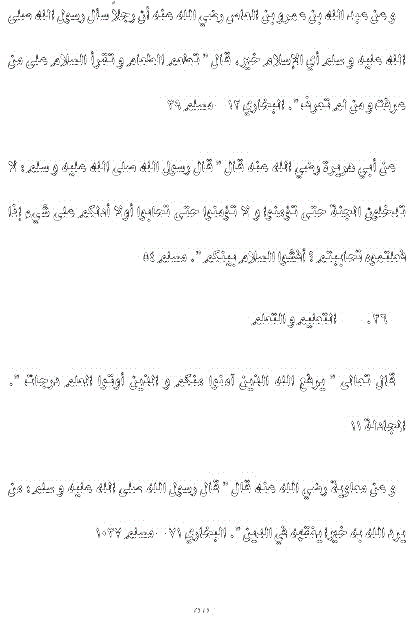 و عن عبد الله بن عمرو بن العاص رضي الله عنه أن رجلاً سأل رسول الله صلى
الله عليه و سلم أي الإسلام خير، قال " تطعم الطعام و تقرأ السلام على من
عرفت و من لم تعرف ". البخاري ١٢ - مسلم ٣٩
عن أبي هريرة رضي الله عنه قال " قال رسول الله صلى الله عليه و سلم : لا
تدخلون الجنة حتى تؤمنوا و لا تؤمنوا حتى تحابوا أولا أدلكم على شيء إذا
فعلتموه تحاببتم ؟ أفشوا السلام بينكم ". مسلم ٥٤
٣٦ . التعليم و التعلم
قال تعالى " يرفع الله الذين آمنوا منكم و الذين أوتوا العلم درجات ".
المجادلة ١١
و عن معاوية رضي الله عنه قال " قال رسول الله صلى الله عليه و سلم : من
يرد الله به خيرا يفقهه في الدين ". البخاري ٧١ - مسلم ١٠٣٧